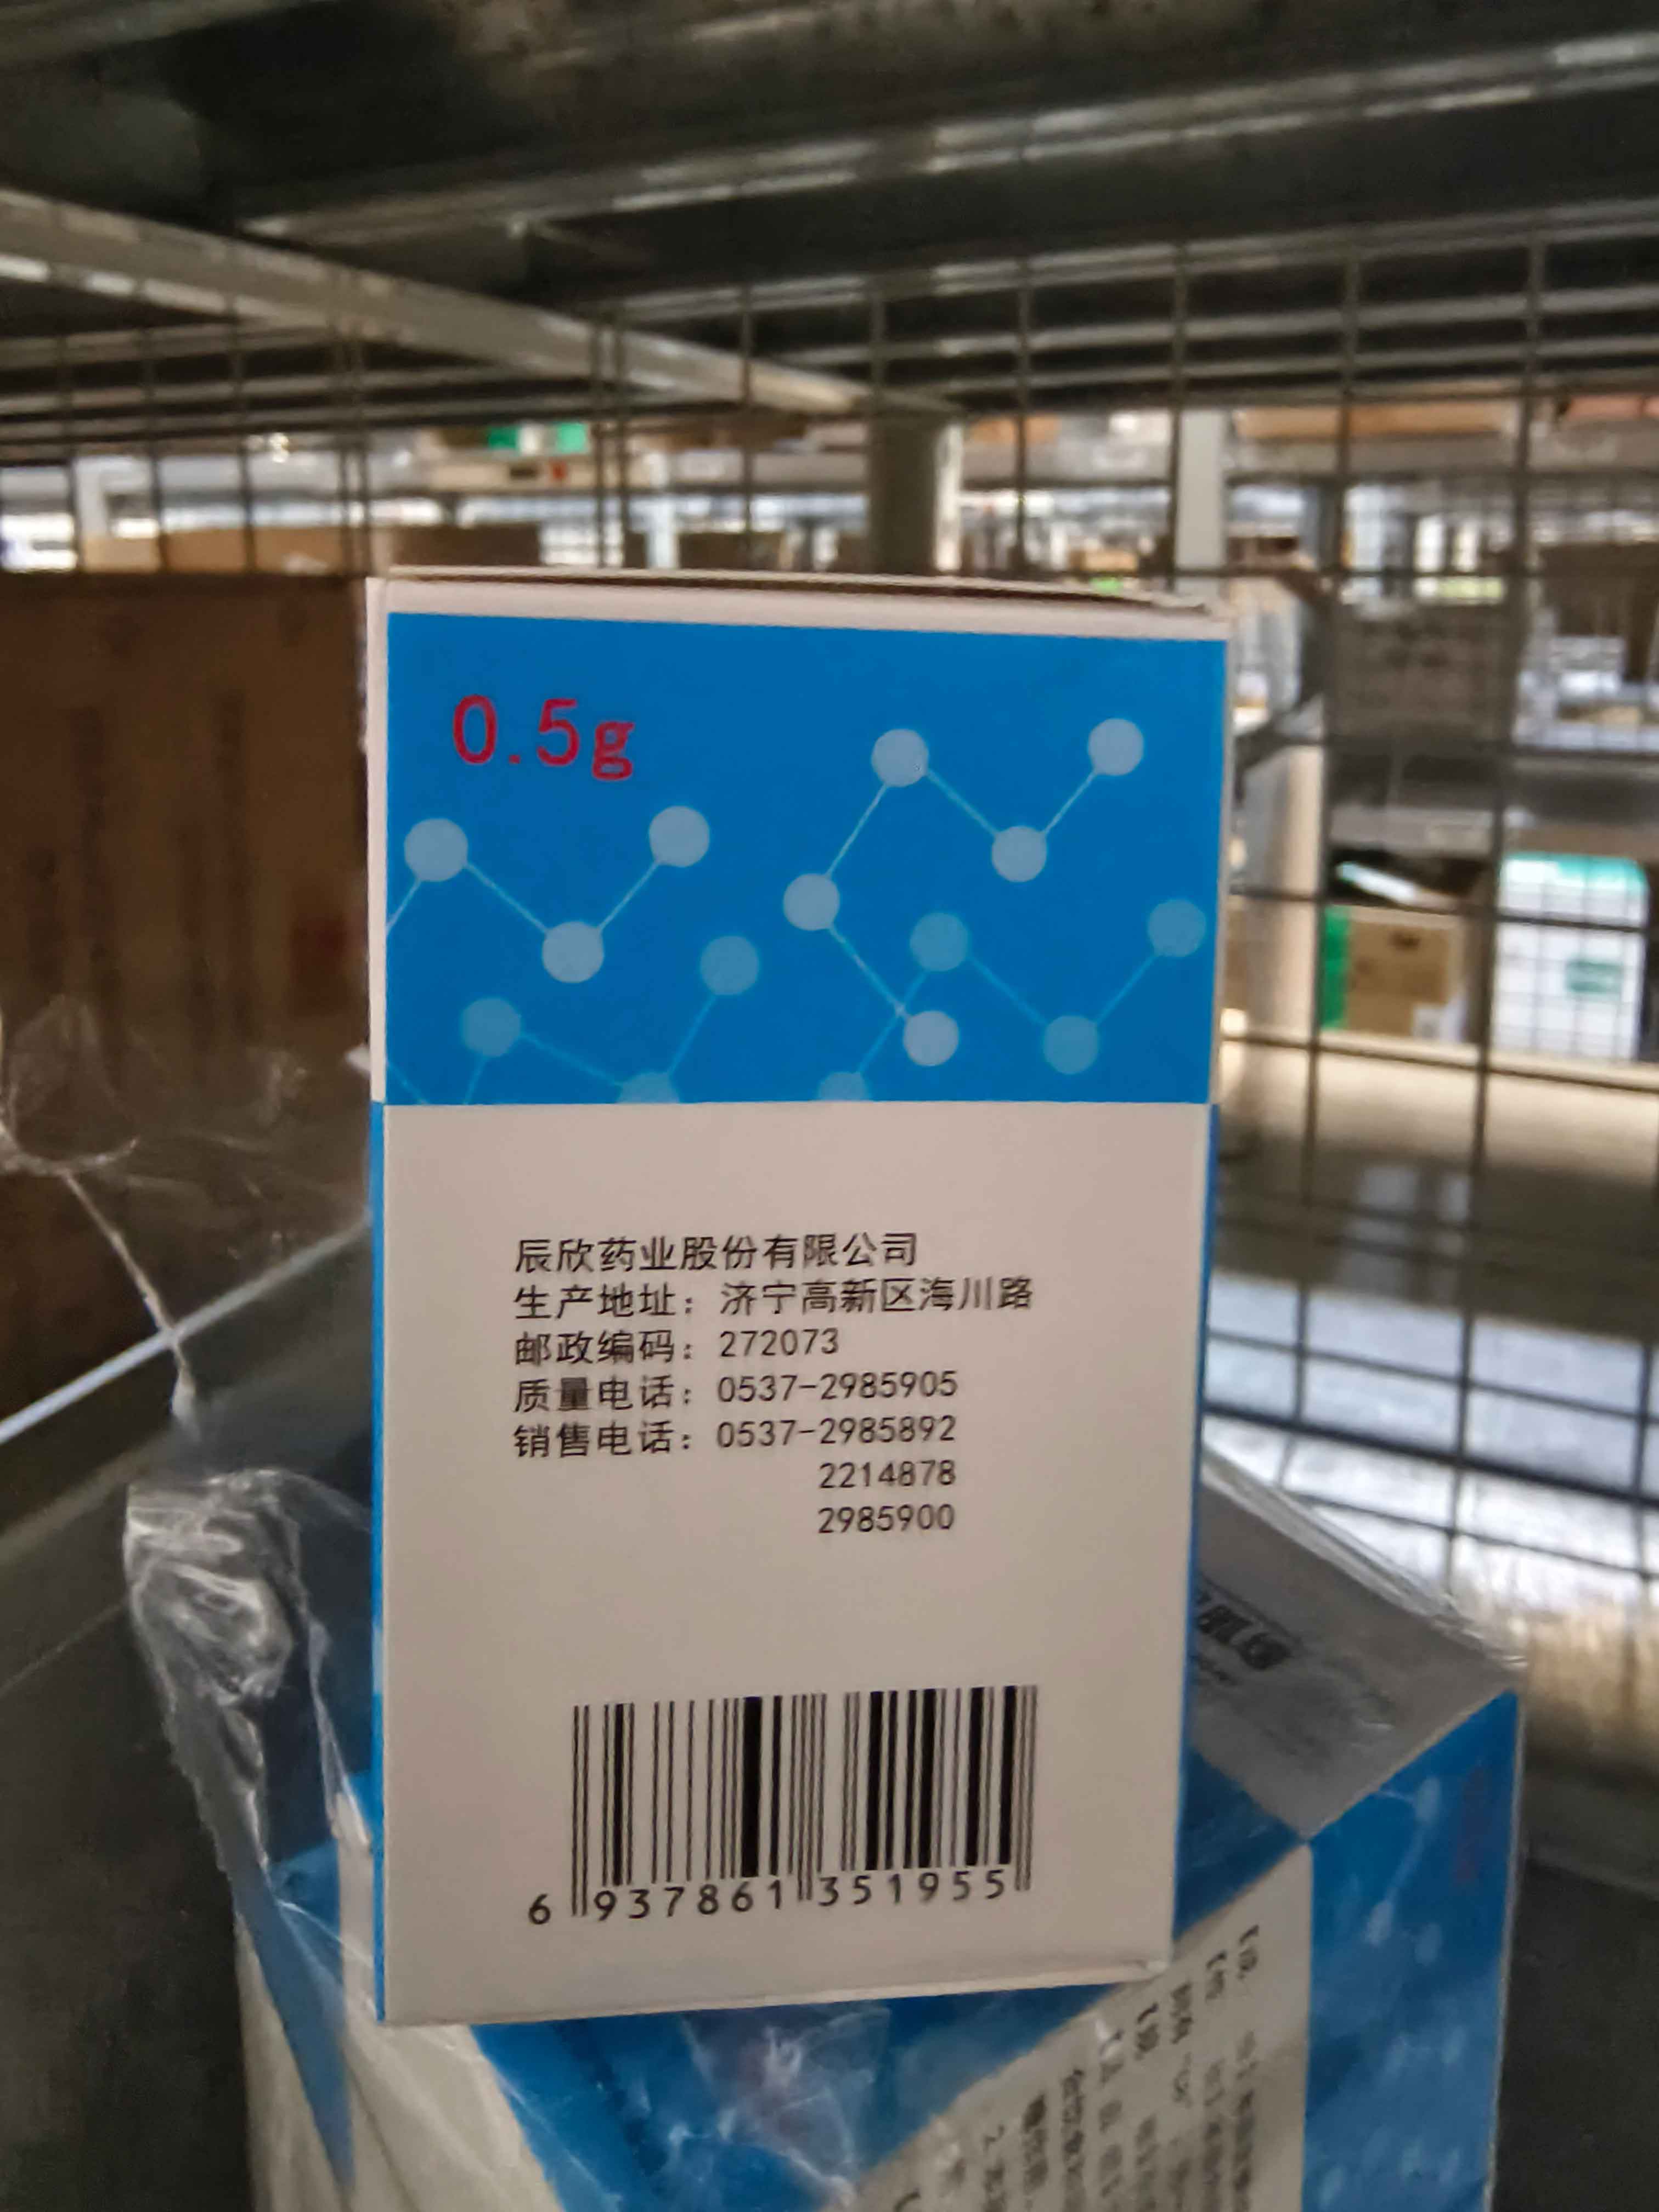 0.5g
辰欣药业股份有限公司
生产地址：济宁高新区海川路
邮政编码：272073
质量电话：0537-2985905
销售电话：0537-2985892
2214878
2985900
6 937861 351955